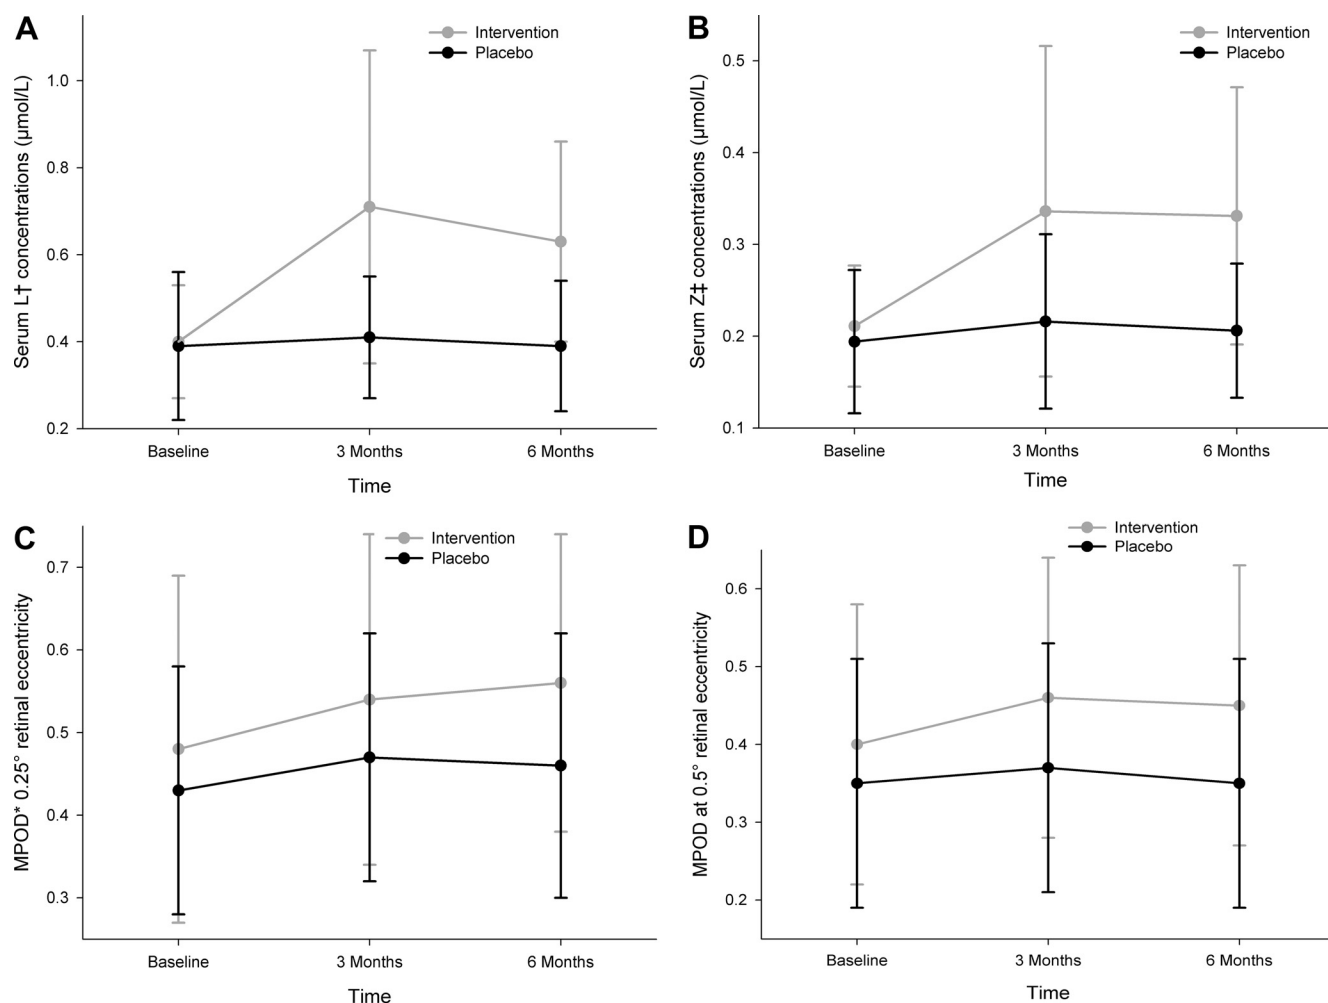 A
Intervention
Placebo
Serum L† concentrations (µmol/L)
1.0
0.8
0.6
0.4
0.2
Baseline
3 Months
6 Months
Time
B
Intervention
Placebo
Serum Z‡ concentrations (µmol/L)
0.5
0.4
0.3
0.2
0.1
Baseline
3 Months
6 Months
Time
C
Intervention
Placebo
MPOD* 0.25° retinal eccentricity
0.7
0.6
0.5
0.4
0.3
Baseline
3 Months
6 Months
Time
D
Intervention
Placebo
MPOD at 0.5° retinal eccentricity
0.6
0.5
0.4
0.3
0.2
Baseline
3 Months
6 Months
Time